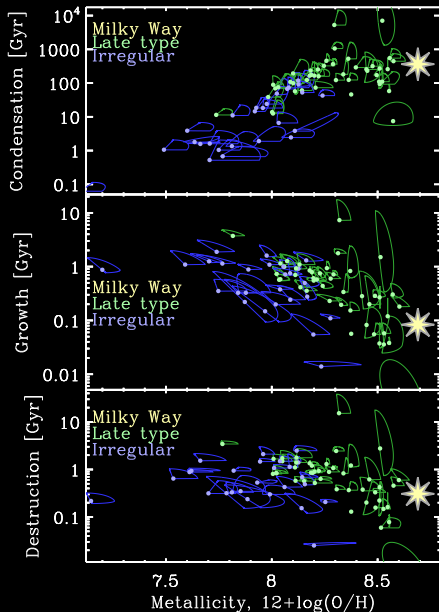 Condensation [Gyr]
1000
100
10
1
0.1
Milky Way
Late type
Irregular
Growth [Gyr]
10
1
0.1
0.01
Milky Way
Late type
Irregular
Destruction [Gyr]
10
1
0.1
Milky Way
Late type
Irregular
7.5 8 8.5
Metallicity, 12+log(O/H)